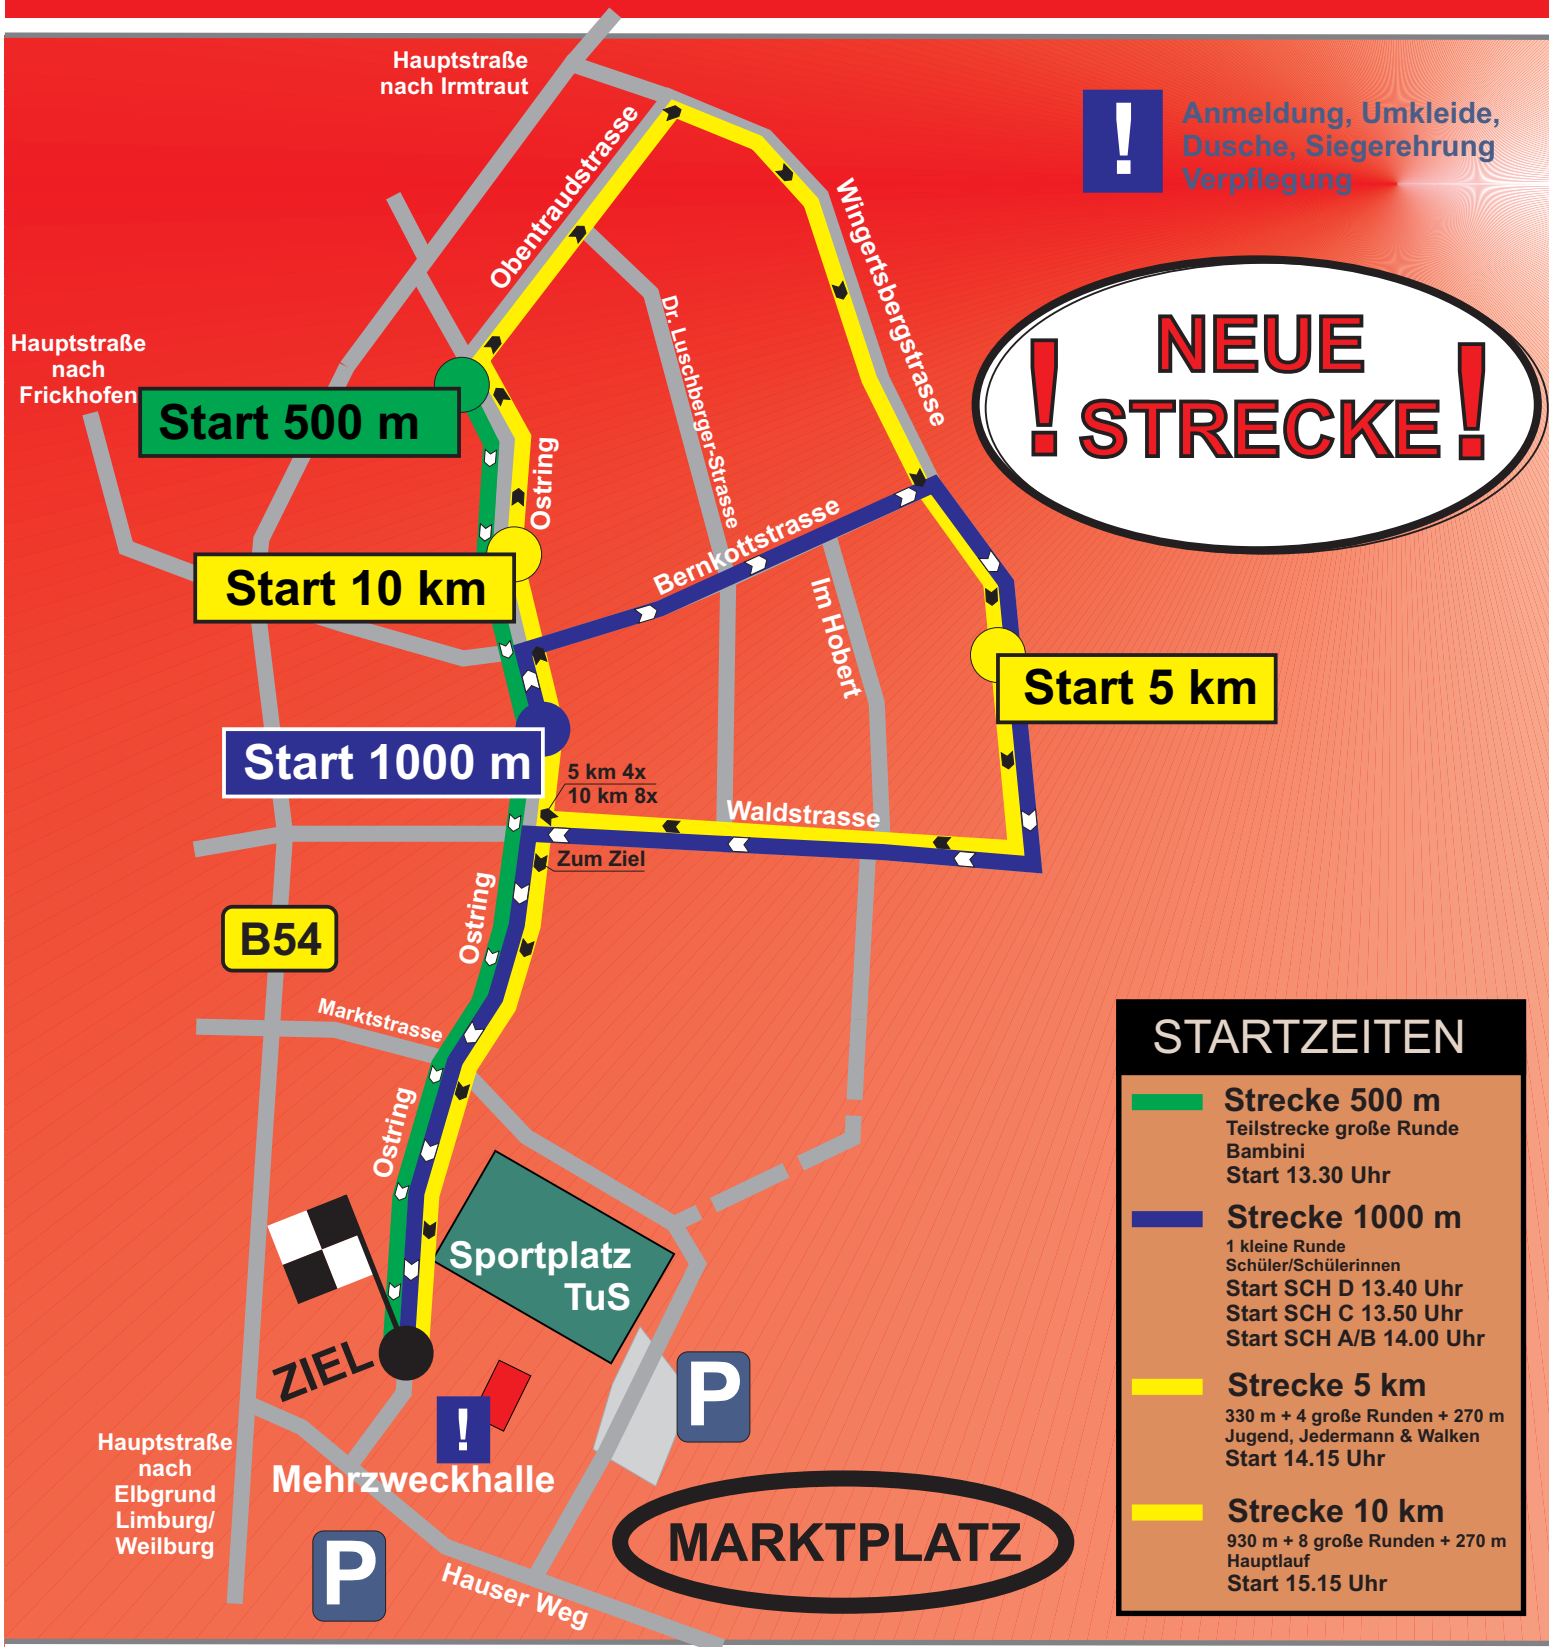 Hauptstraße
nach Irmtraut
!
Anmeldung, Umkleide,
Dusche, Siegerehrung
Verpflegung
Obentraudstrasse
Wingertsbergstrasse
Dr. Luschberger-Strasse
! NEUE
STRECKE !
Hauptstraße
nach
Frickhofen
Start 500 m
Ostring
Start 10 km
Bernkottstrasse
Im Hobert
Start 5 km
Start 1000 m
5 km 4x
10 km 8x
Waldstrasse
Zum Ziel
Ostring
B54
Marktstrasse
Ostring
Sportplatz
TuS
ZIEL
!
Mehrzweckhalle
P
Hauptstraße
nach
Elbgrund
Limburg/
Weilburg
P
Hauser Weg
MARKTPLATZ
STARTZEITEN
Strecke 500 m
Teilstrecke große Runde
Bambini
Start 13.30 Uhr
Strecke 1000 m
1 kleine Runde
Schüler/Schülerinnen
Start SCH D 13.40 Uhr
Start SCH C 13.50 Uhr
Start SCH A/B 14.00 Uhr
Strecke 5 km
330 m + 4 große Runden + 270 m
Jugend, Jedermann & Walken
Start 14.15 Uhr
Strecke 10 km
930 m + 8 große Runden + 270 m
Hauptlauf
Start 15.15 Uhr